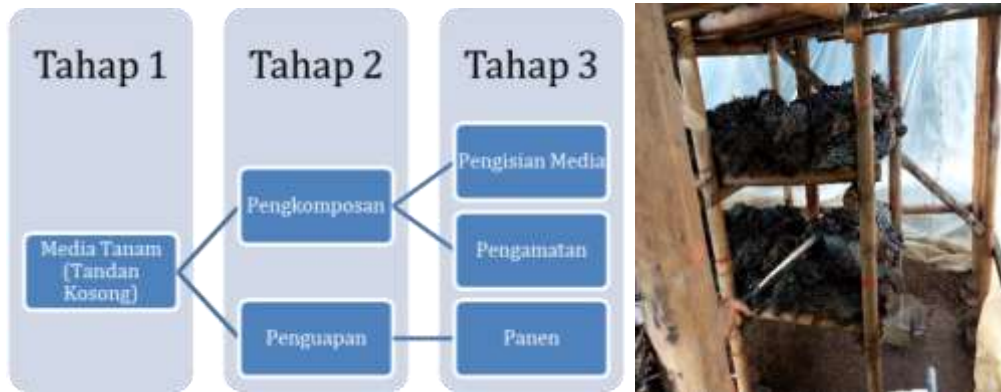 Tahap 1
Tahap 2
Tahap 3
Media Tanam
(Tandan
Kosong)
Pengkomposan
Penguapan
Pengisian Media
Pengamatan
Panen